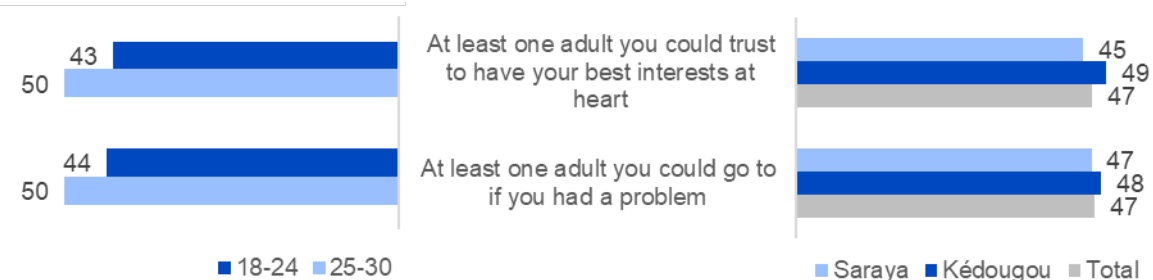 43
50
At least one adult you could trust
to have your best interests at
heart
45
49
47
44
50
At least one adult you could go to
if you had a problem
47
48
47
18-24 25-30
Saraya Kédougou Total